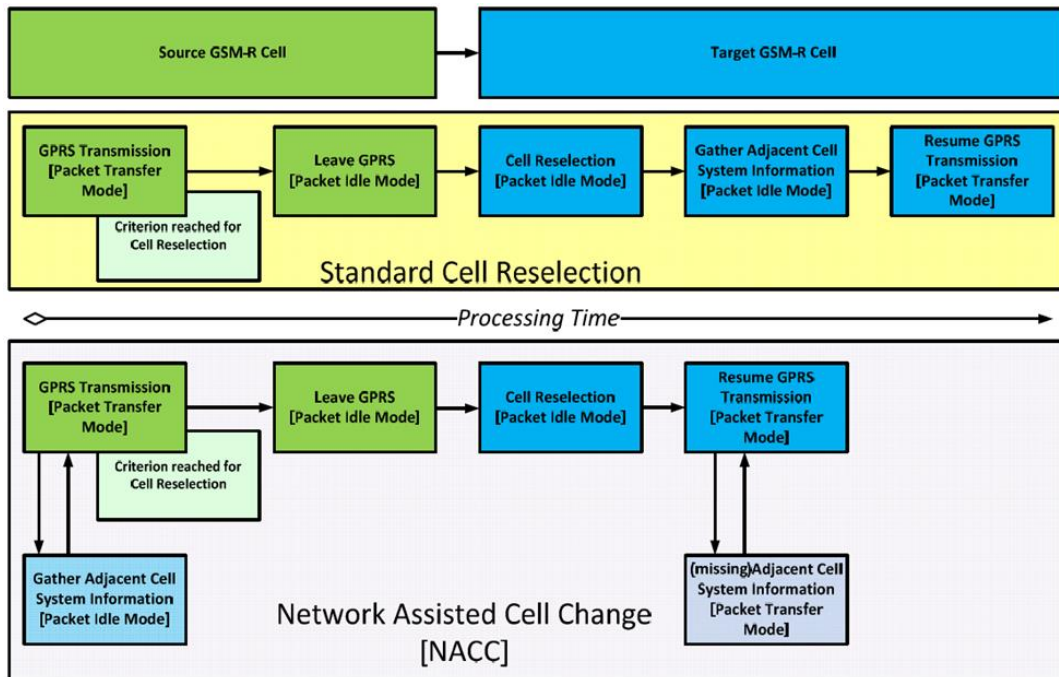 Source GSM-R Cell
Target GSM-R Cell
GPRS Transmission
[Packet Transfer
Mode]
Criterion reached for
Cell Reselection
Leave GPRS
[Packet Idle Mode]
Cell Reselection
[Packet Idle Mode]
Gather Adjacent Cell
System Information
[Packet Idle Mode]
Resume GPRS
Transmission
[Packet Transfer
Mode]
Standard Cell Reselection
Processing Time
GPRS Transmission
[Packet Transfer
Mode]
Criterion reached for
Cell Reselection
Leave GPRS
[Packet Idle Mode]
Cell Reselection
[Packet Idle Mode]
Resume GPRS
Transmission
[Packet Transfer
Mode]
Gather Adjacent Cell
System Information
[Packet Idle Mode]
(missing)Adjacent Cell
System Information
[Packet Transfer
Mode]
Network Assisted Cell Change
[NACC]